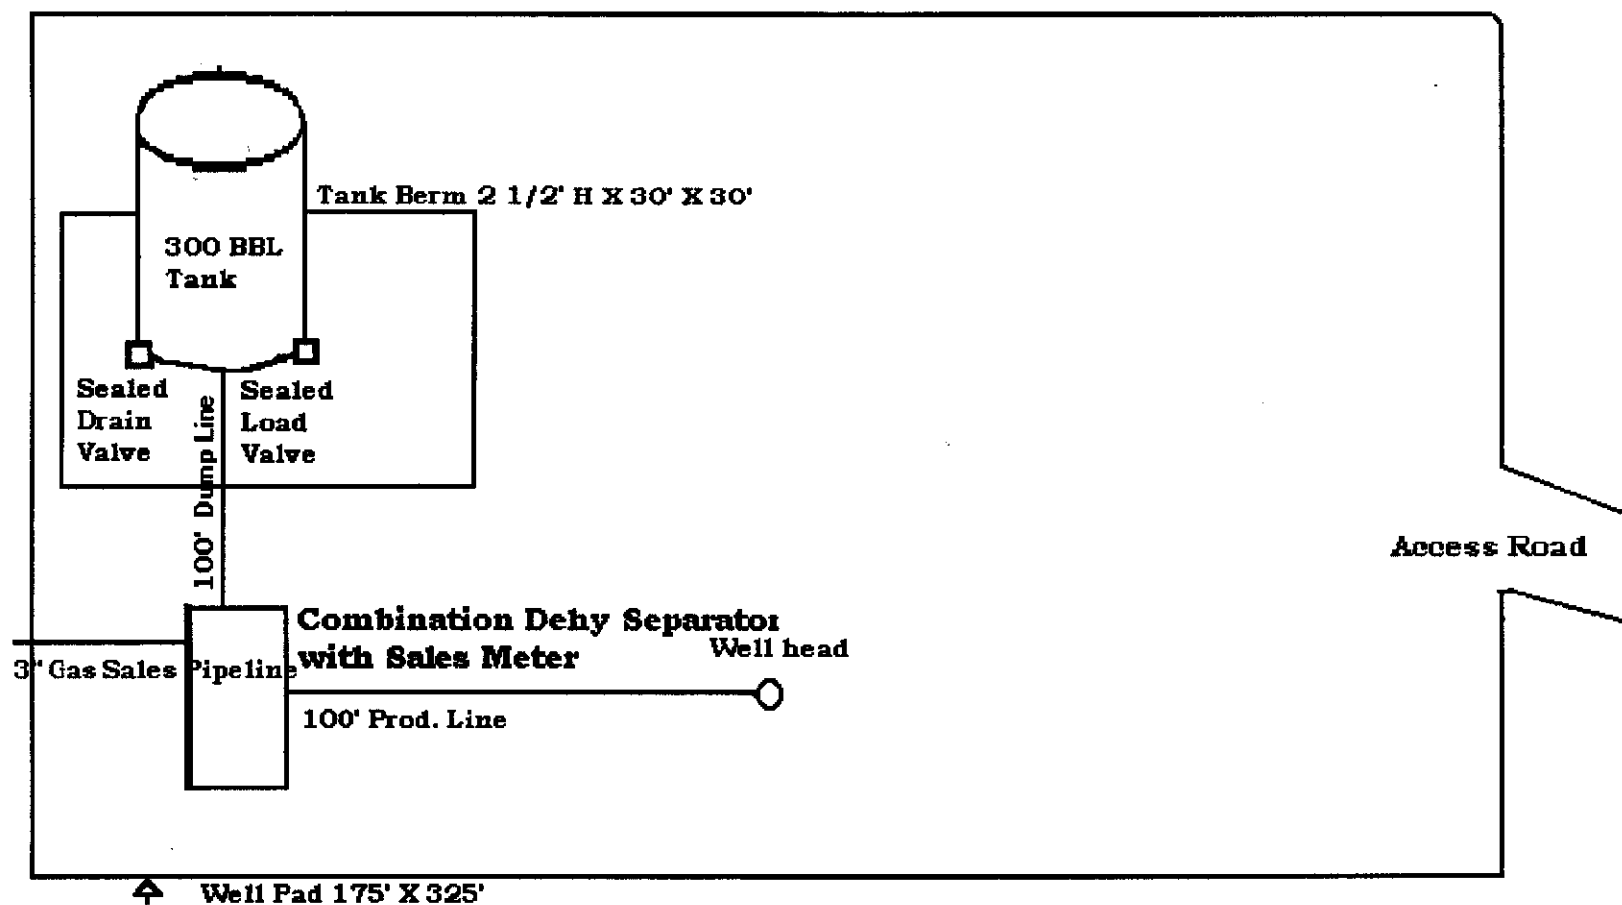 Tank Berm 2 1/2' H X 30' X 30'
300 BBL
Tank
Sealed
Drain
Valve
Sealed
Load
Valve
100' Dump Line
Access Road
Combination Dehy Separator
with Sales Meter
Well head
3" Gas Sales Pipeline
100' Prod. Line
Well Pad 175' X 325'